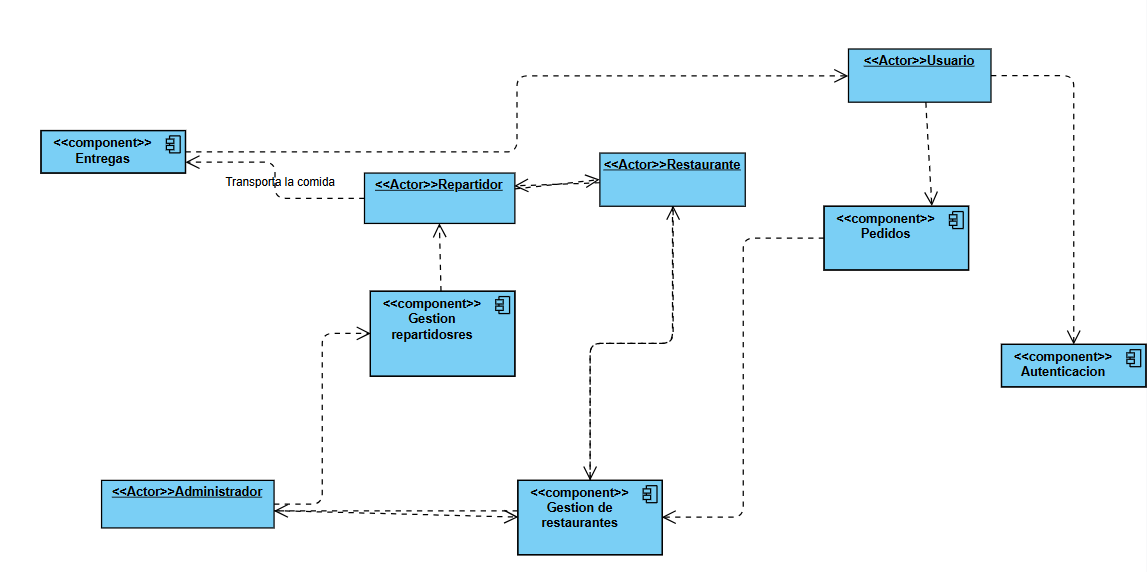 <<Actor>>Usuario
<<component>>
Entregas
<<Actor>>Restaurante
Transporta la comida
<<Actor>>Repartidor
<<component>>
Pedidos
<<component>>
Gestion
repartidosres
<<component>>
Autenticacion
<<Actor>>Administrador
<<component>>
Gestion de
restaurantes